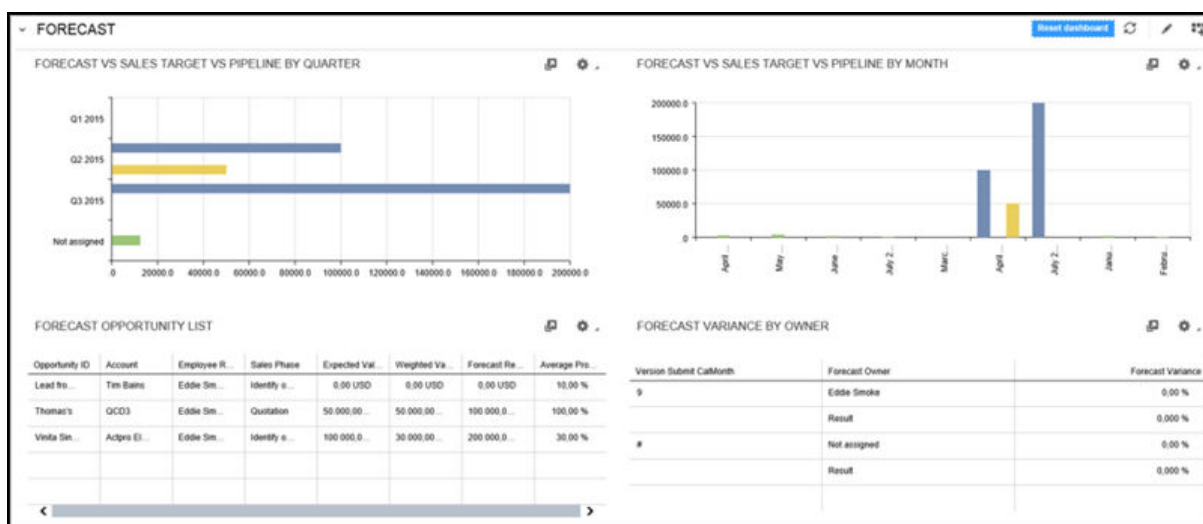 FORECAST
Reset dashboard
FORECAST VS SALES TARGET VS PIPELINE BY QUARTER
Q1 2015
Q2 2015
Q3 2015
Not assigned
0 20000.0 40000.0 60000.0 80000.0 100000.0 120000.0 140000.0 160000.0 180000.0 200000.0
FORECAST VS SALES TARGET VS PIPELINE BY MONTH
200000.0
150000.0
100000.0
50000.0
0
April ... May ... June... July 2... Marc... April ... July 2... Janu... Febru...
FORECAST OPPORTUNITY LIST
Opportunity ID Account Employee R... Sales Phase Expected Val... Weighted Va... Forecast Re... Average Pro...
Lead fro... Tim Bains Eddie Sm... Identify o... 0,00 USD 0,00 USD 0,00 USD 10,00 %
Thomas's QCD3 Eddie Sm... Quotation 50.000,00... 50.000,00... 100 000,0... 100,00 %
Vinita Sin... Actpro El... Eddie Sm... Identify o... 100 000,0... 30.000,00... 200 000,0... 30,00 %
FORECAST VARIANCE BY OWNER
Version Submit CalMonth Forecast Owner Forecast Variance
9 Eddie Smoke 0,00 %
Result 0,000 %
# Not assigned 0,00 %
Result 0,000 %